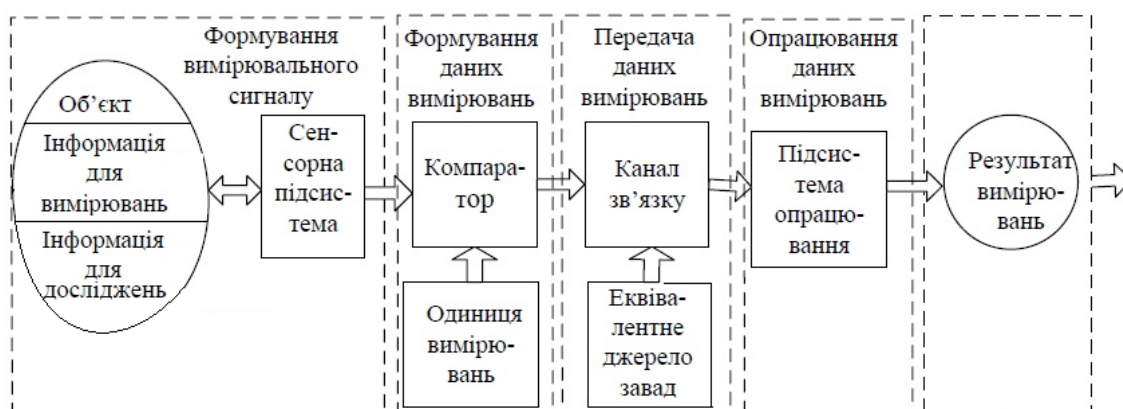 Формування
вимірювального
сигналу
Об’єкт
Інформація
для
вимірювань
Інформація
для
досліджень
Сен-
сорна
підсис-
тема
Формування
даних
вимірювань
Компара-
тор
Одиниця
вимірю-
вань
Передача
даних
вимірювань
Канал
зв’язку
Еквіва-
лентне
джерело
завад
Опрацювання
даних
вимірювань
Підсис-
тема
опрацю-
вання
Результат
вимірю-
вань